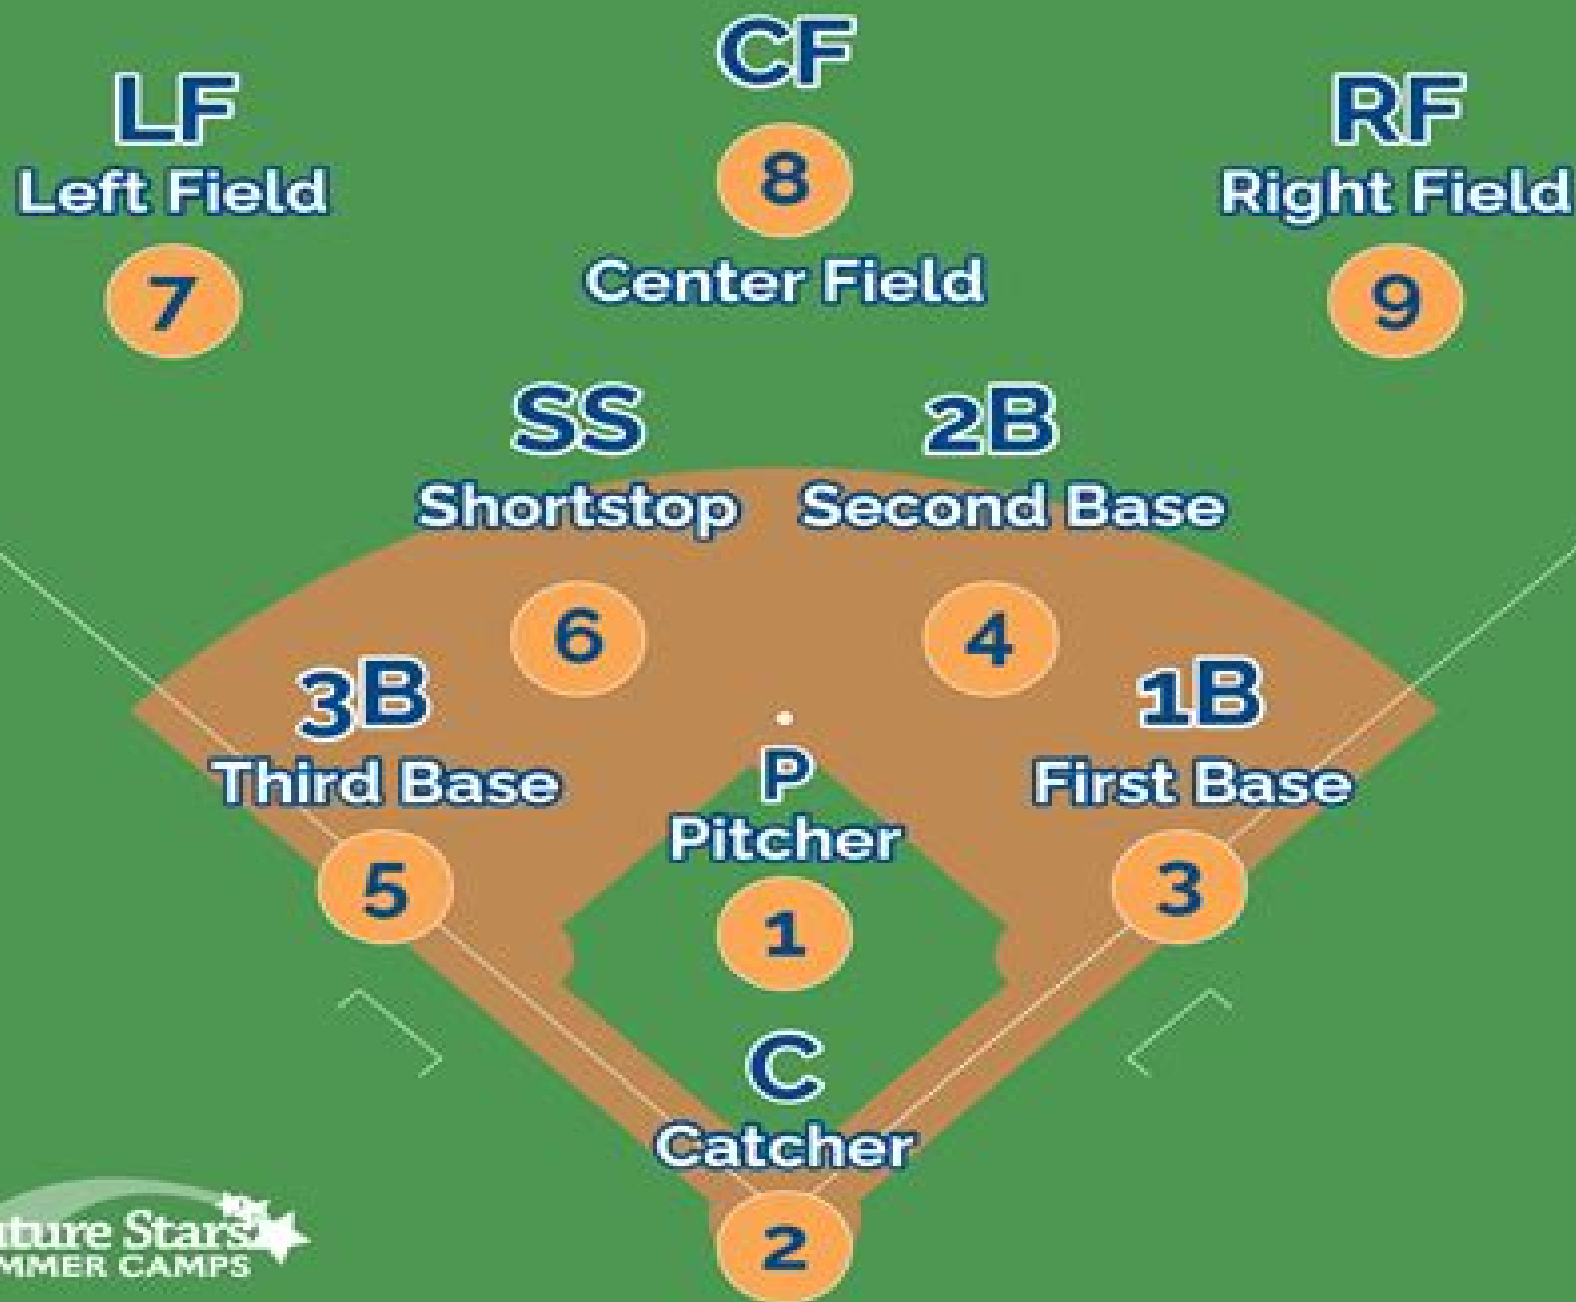 CF
8
Center Field
LF
Left Field
7
RF
Right Field
9
SS
Shortstop
6
2B
Second Base
4
3B
Third Base
5
P
Pitcher
1
1B
First Base
3
C
Catcher
2
Stars
CAMPS